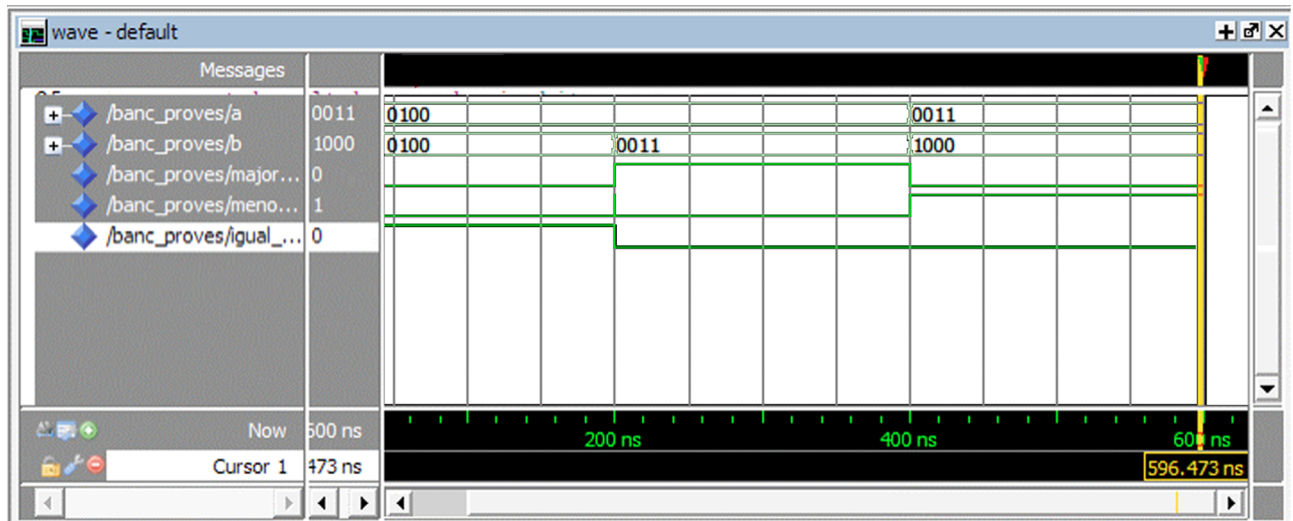 wave - default
Messages
/banc_proves/a 0011 0100 0011
/banc_proves/b 1000 0100 0011 1000
/banc_proves/major... 0
/banc_proves/meno... 1
/banc_proves/igual_... 0
Now 500 ns 200 ns 400 ns 600 ns
Cursor 1 473 ns 596.473 ns